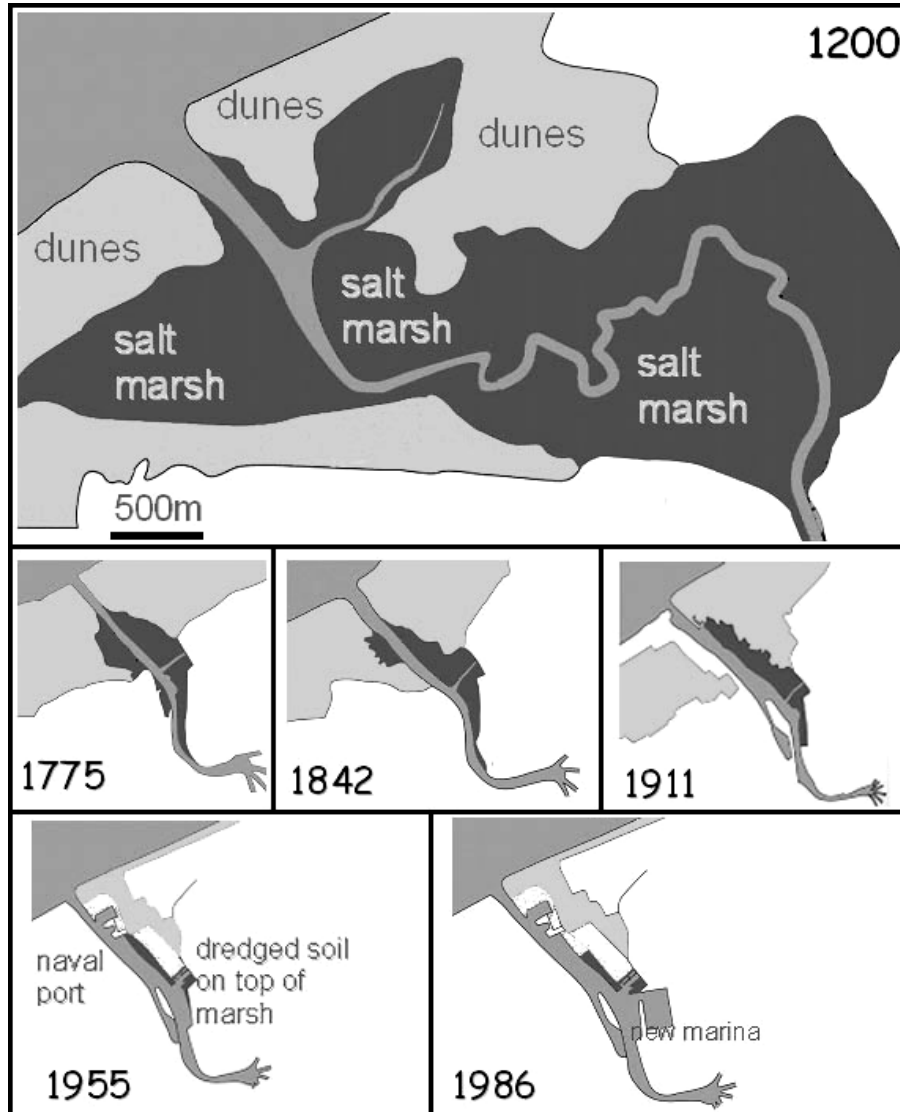 1200
dunes
dunes
dunes
salt
marsh
salt
marsh
salt
marsh
500m
1775
1842
1911
naval
port
dredged soil
on top of
marsh
1955
new marina
1986